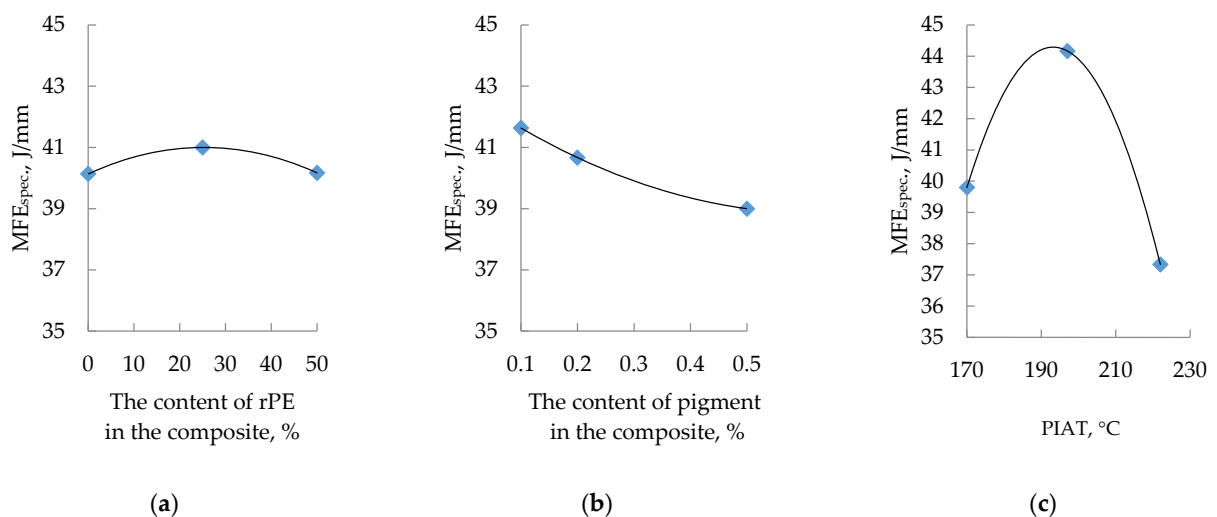 45
43
41
39
37
35
MFEspec., J/mm
0 10 20 30 40 50
The content of rPE
in the composite, %
(a)
45
43
41
39
37
35
MFEspec., J/mm
0.1 0.2 0.3 0.4 0.5
The content of pigment
in the composite, %
(b)
45
44
43
42
41
40
39
38
37
36
35
MFEspec., J/mm
170 190 210 230
PIAT, °C
(c)